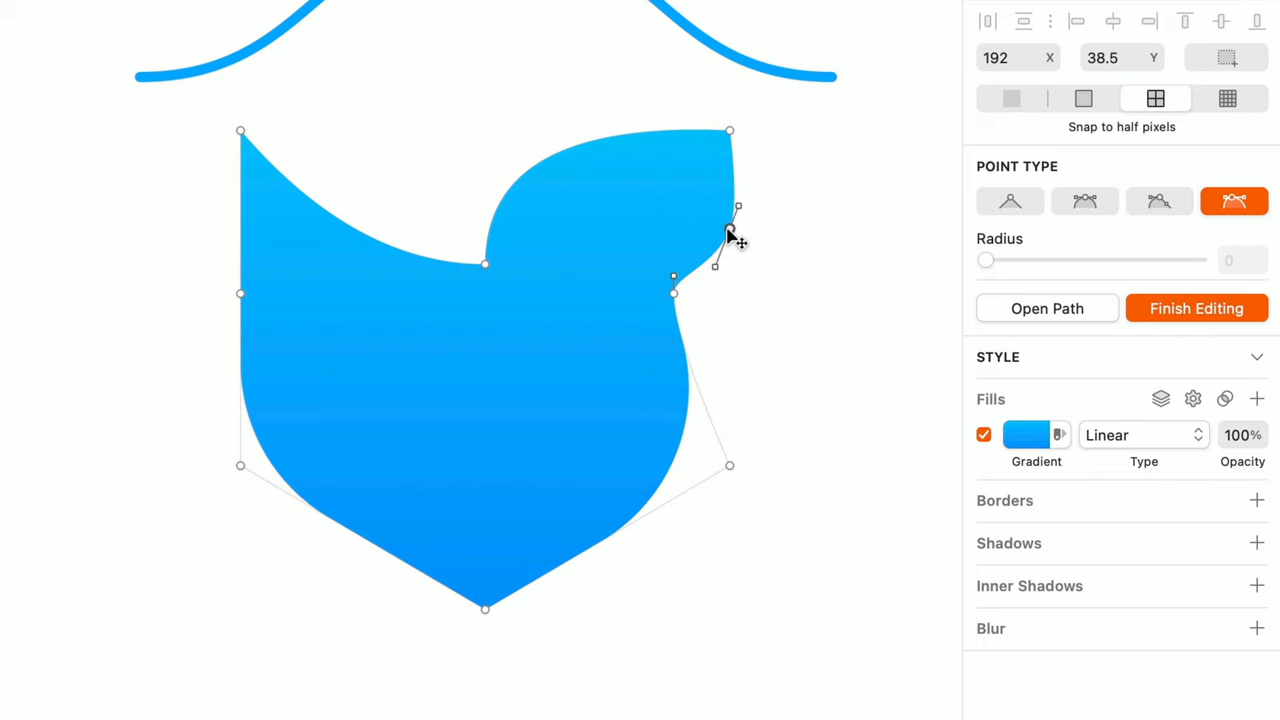 192 X 38.5 Y
Snap to half pixels
POINT TYPE
Radius
0
Open Path Finish Editing
STYLE
Fills
Linear 100%
Gradient Type Opacity
Borders
Shadows
Inner Shadows
Blur